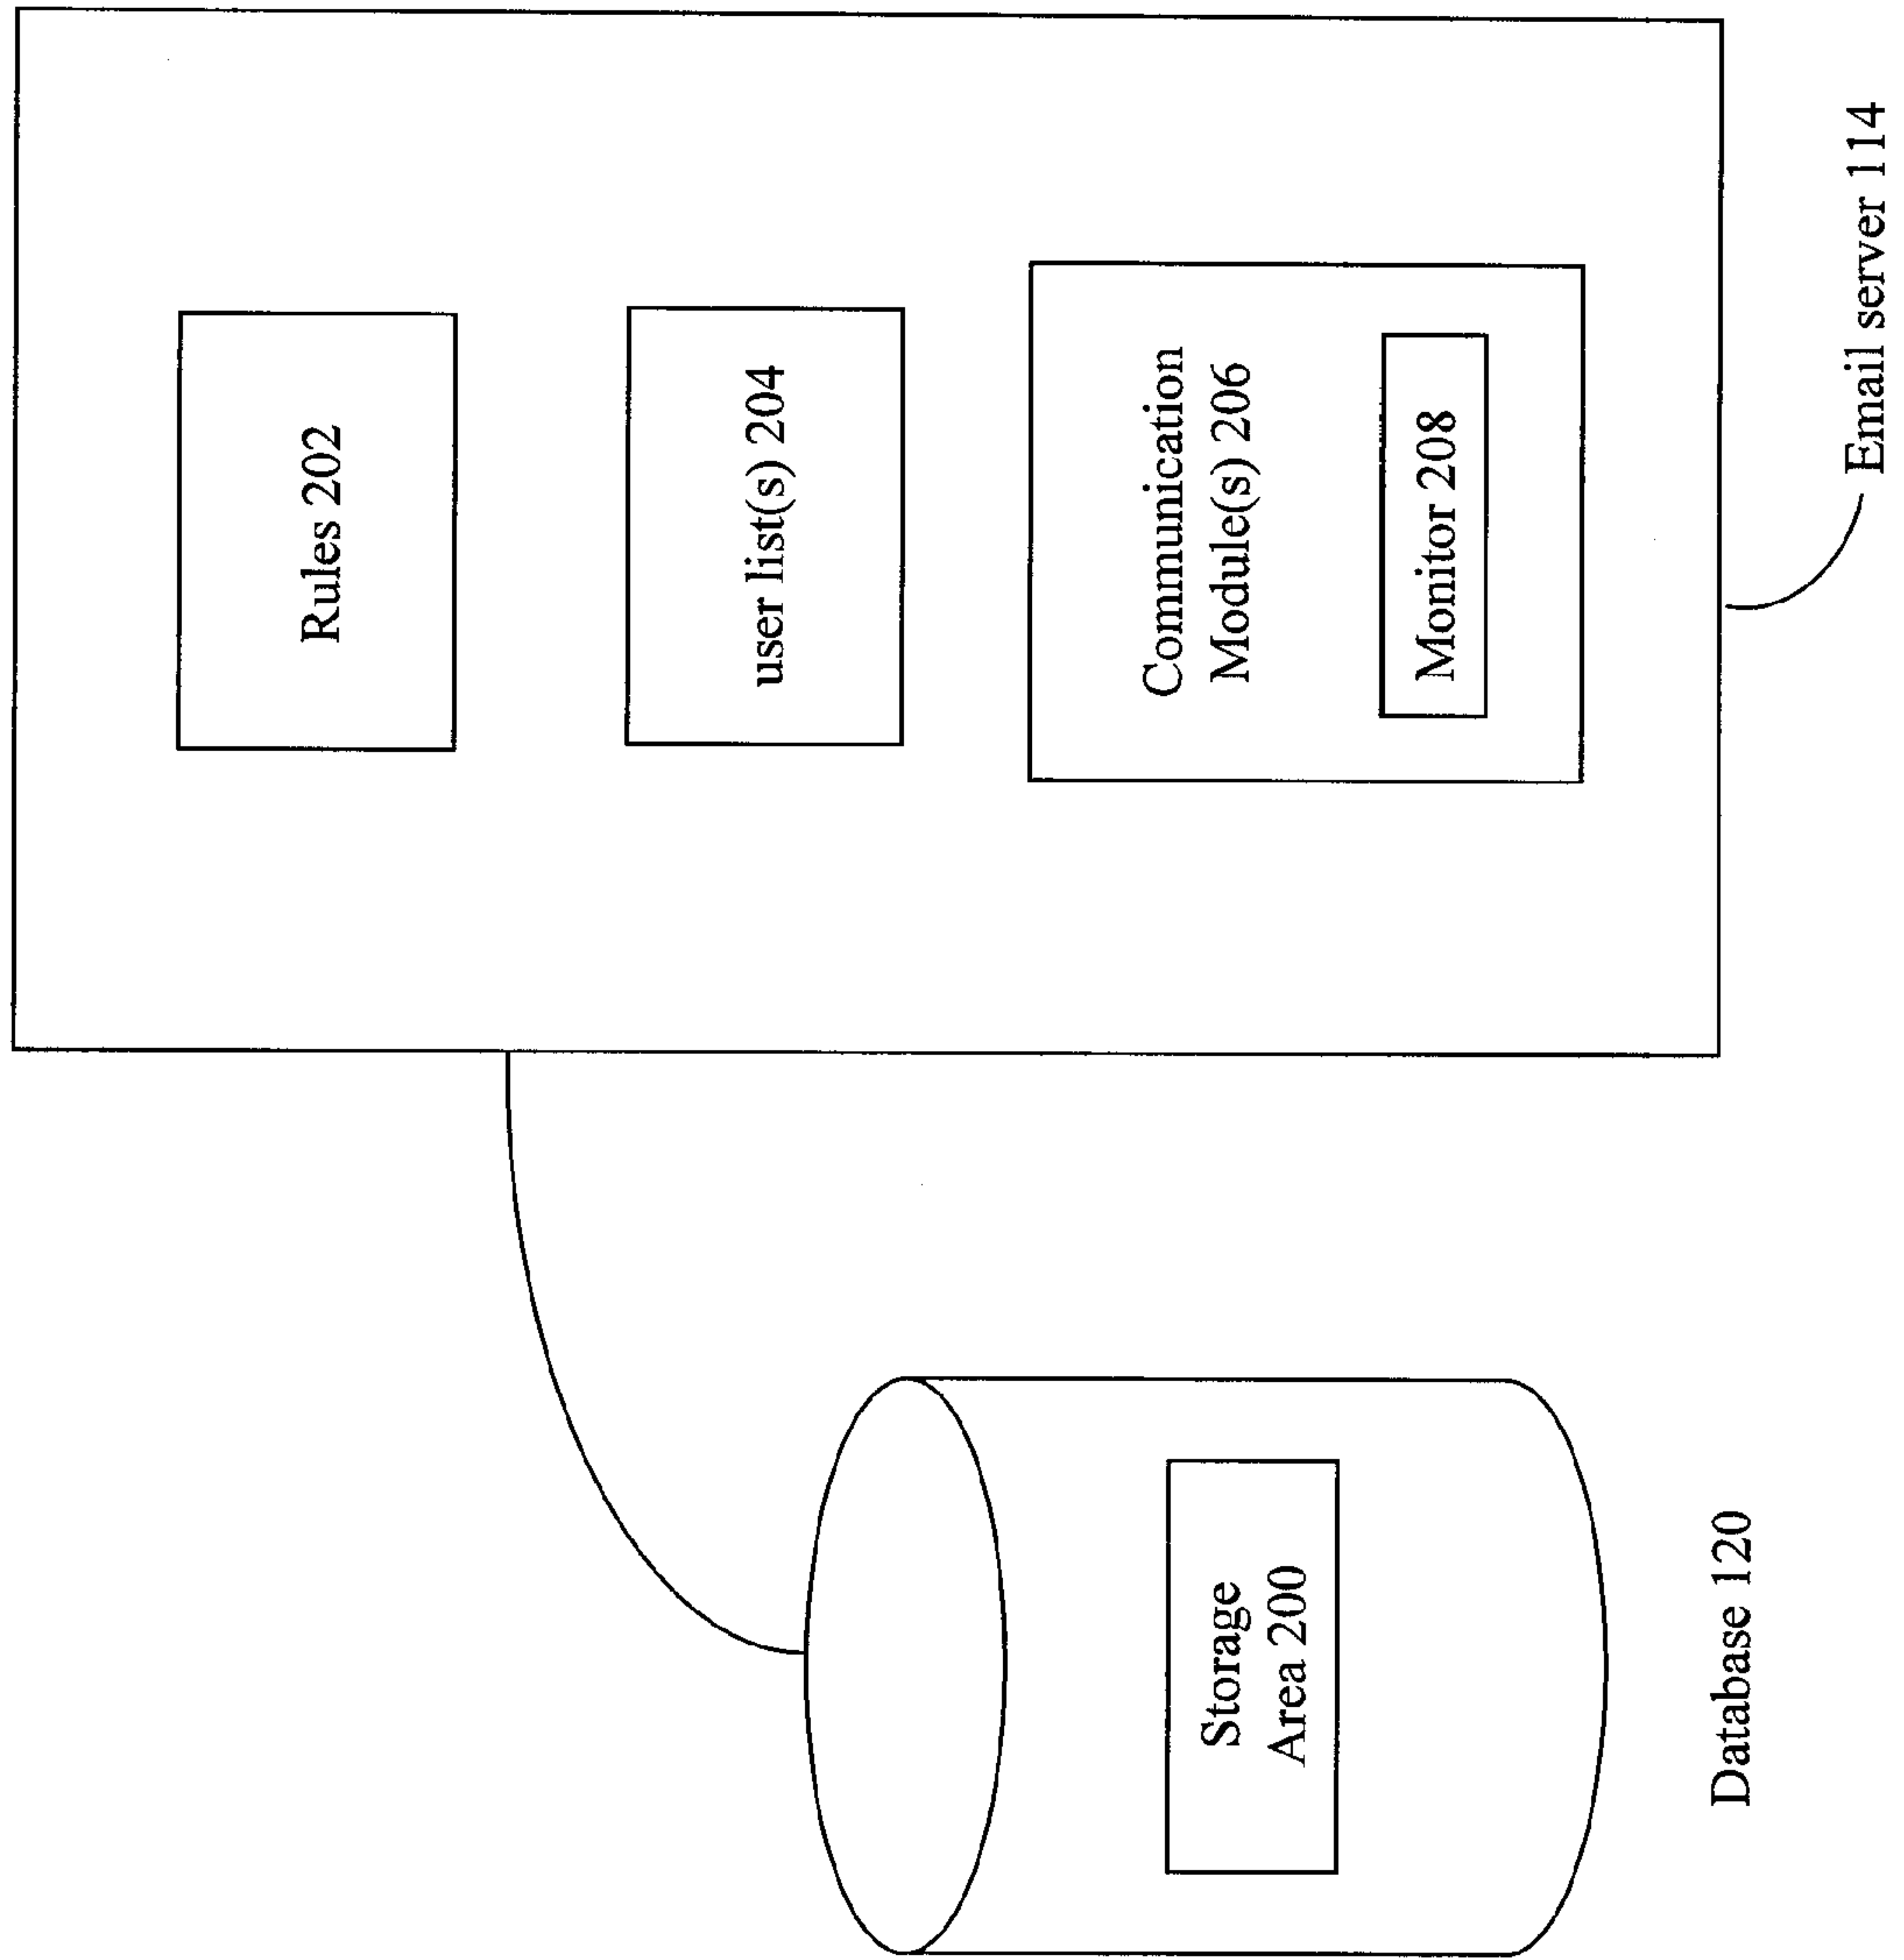 Rules 202
user list(s) 204
Communication
Module(s) 206
Monitor 208
Email server 114
Storage
Area 200
Database 120